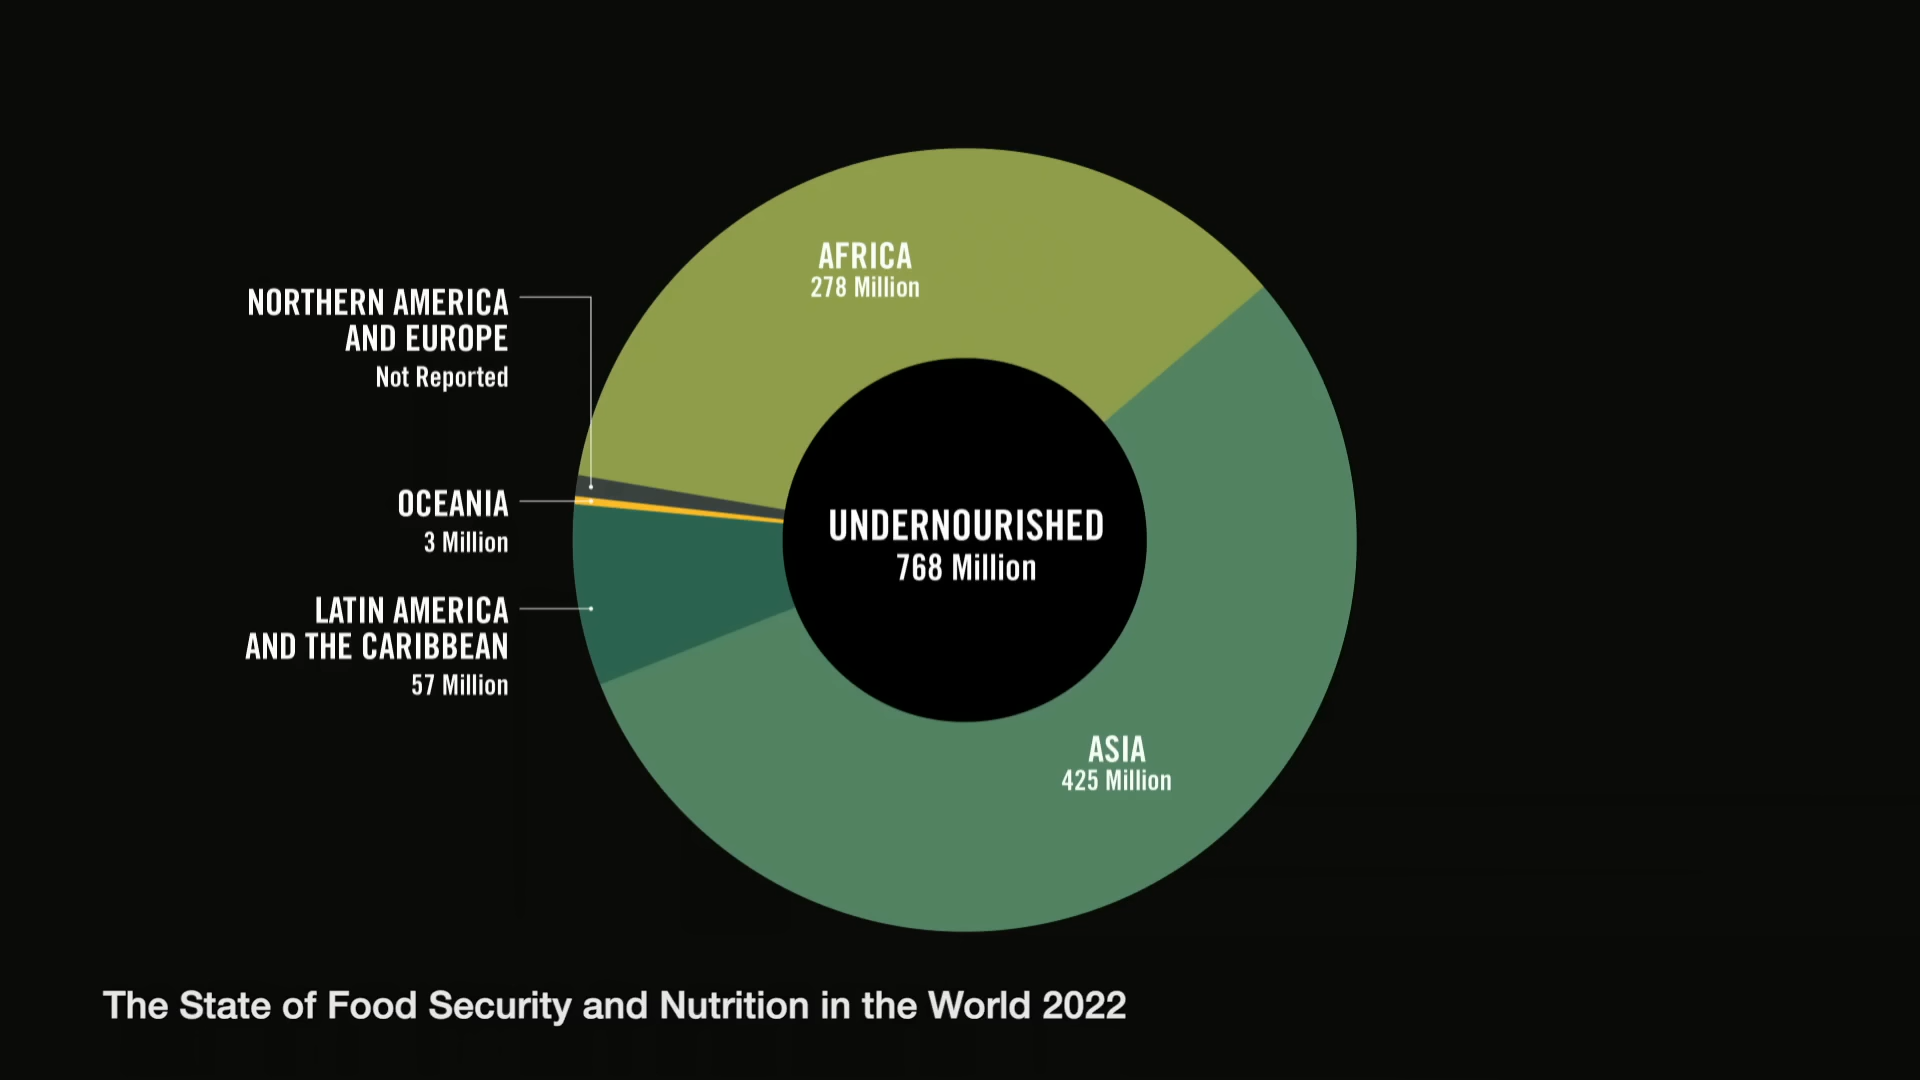 AFRICA
278 Million
NORTHERN AMERICA
AND EUROPE
Not Reported
OCEANIA
3 Million
UNDERNOURISHED
768 Million
LATIN AMERICA
AND THE CARIBBEAN
57 Million
ASIA
425 Million
The State of Food Security and Nutrition in the World 2022